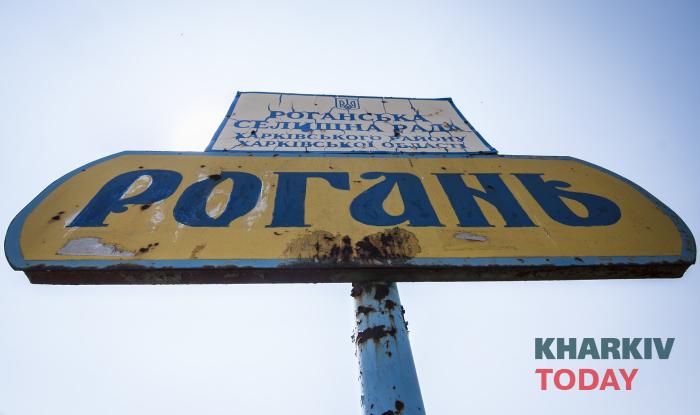 РОГАНСЬКА
СЕЛИЩНА РАДА
ХАРКІВСЬКОГО РАЙОНУ
ХАРКІВСЬКОЇ ОБЛАСТІ
РОГАНЬ
KHARKIV
TODAY